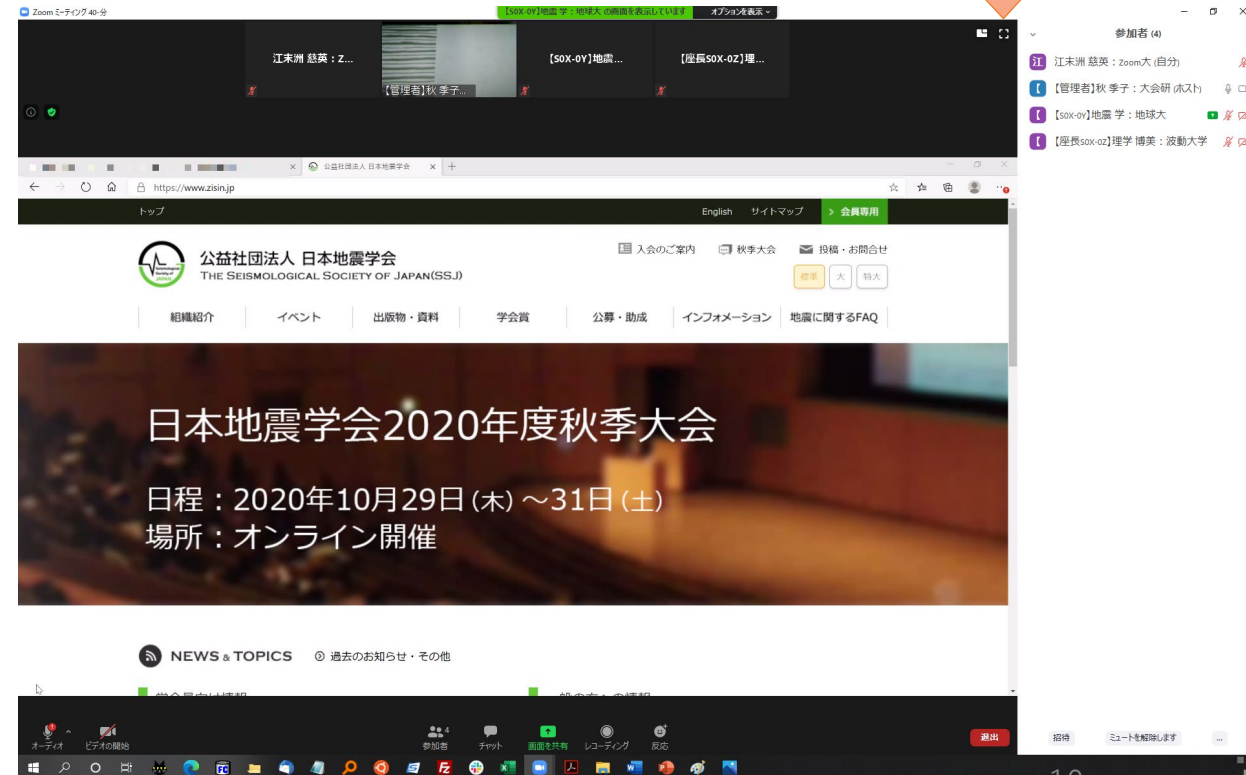 Zoom ミーティング 40-分
【S0X-0Y】地震 学：地球大 の画面を表示しています オプションを表示
江末洲 慈英：Z...
【管理者】秋 季子...
【S0X-0Y】地震...
【座長S0X-0Z】理...
参加者 (4)
江 江末洲 慈英：Zoom大 (自分)
【 【管理者】秋 季子：大会研 (ホスト)
【 【S0X-0Y】地震 学：地球大
【 【座長S0X-0Z】理学 博美：波動大学
公益社団法人 日本地震学会
https://www.zisin.jp
トップ English サイトマップ 会員専用
公益社団法人 日本地震学会
THE SEISMOLOGICAL SOCIETY OF JAPAN(SSJ)
入会のご案内 秋季大会 投稿・お問合せ
標準 大 特大
組織紹介 イベント 出版物・資料 学会賞 公募・助成 インフォメーション 地震に関するFAQ
日本地震学会2020年度秋季大会
日程：2020年10月29日(木)～31日(土)
場所：オンライン開催
NEWS & TOPICS 過去のお知らせ・その他
オーディオ ビデオの開始 参加者 4 チャット 画面を共有 レコーディング 反応 退出
招待 ミュートを解除します ...